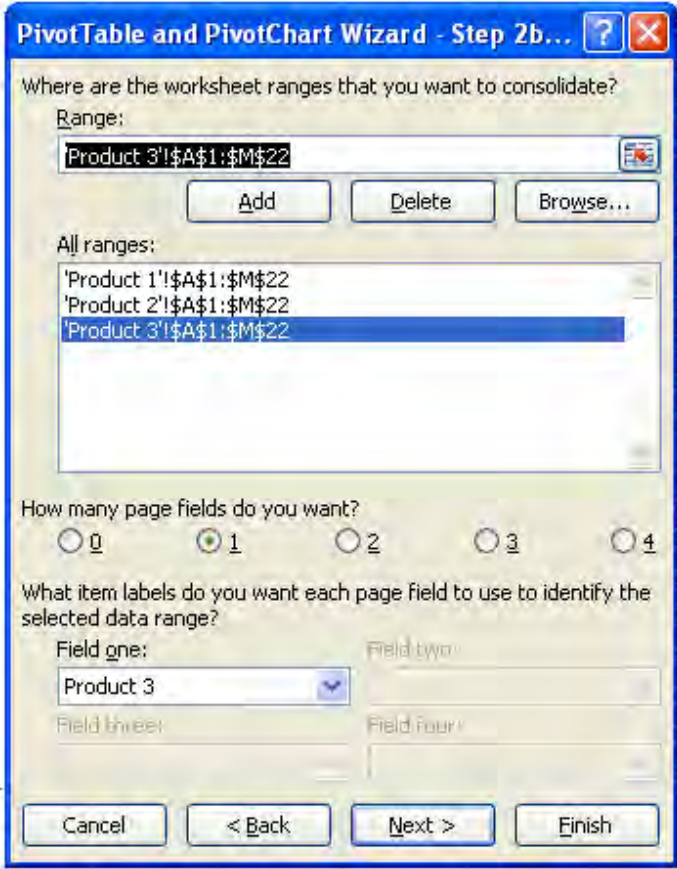 PivotTable and PivotChart Wizard - Step 2b... ?
Where are the worksheet ranges that you want to consolidate?
Range:
'Product 3'!$A$1:$M$22
Add Delete Browse...
All ranges:
'Product 1'!$A$1:$M$22
'Product 2'!$A$1:$M$22
'Product 3'!$A$1:$M$22
How many page fields do you want?
0 1 2 3 4
What item labels do you want each page field to use to identify the
selected data range?
Field one: Field two:
Product 3
Field three: Field four:
Cancel < Back Next > Finish